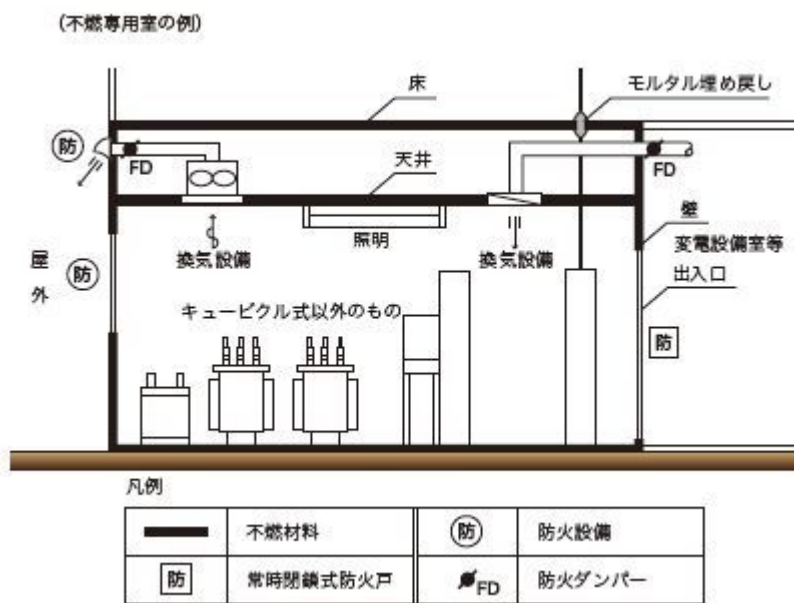 (不燃専用室の例)
床
モルタル埋め戻し
防
FD
FD
天井
照明
壁
換気設備
換気設備
変電設備室等
出入口
屋外
防
キュービクル式以外のもの
防
凡例
不燃材料
防
防火設備
防
常時閉鎖式防火戸
FD
防火ダンパー